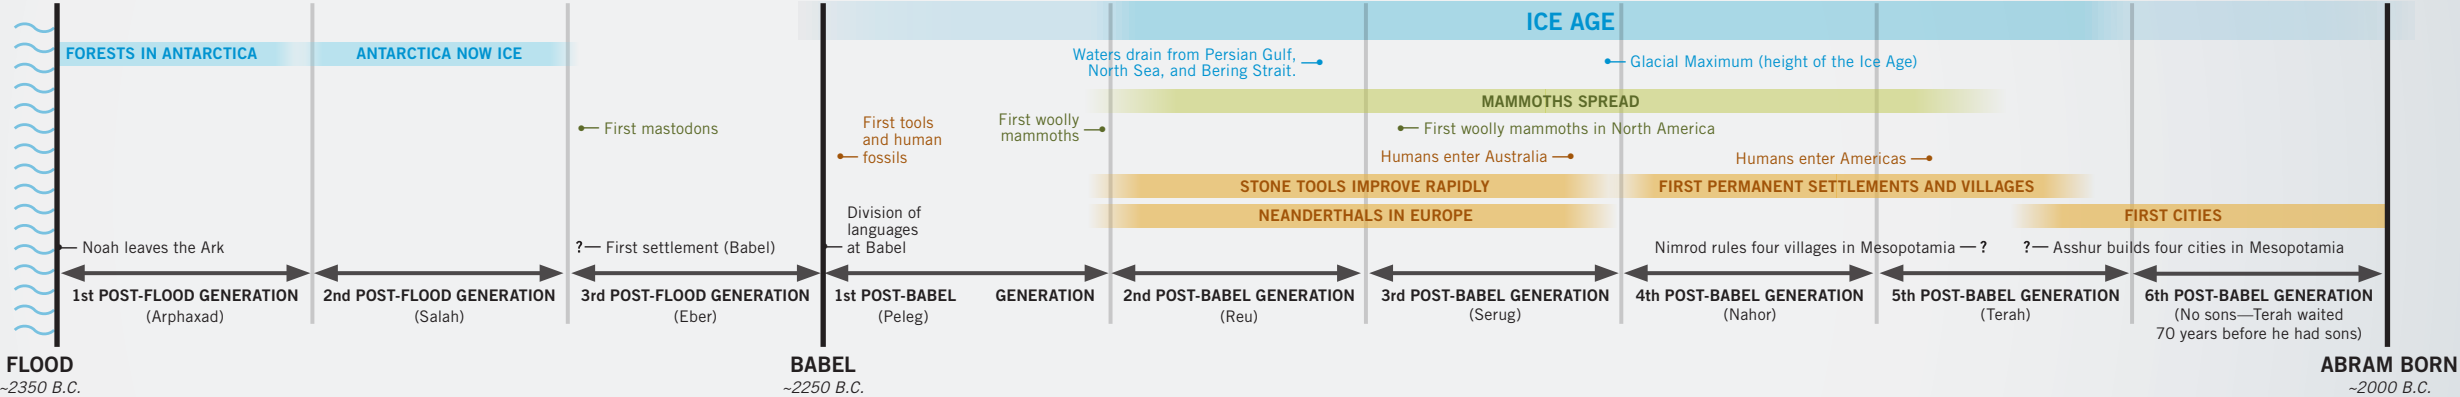 ICE AGE
FORESTS IN ANTARCTICA
ANTARCTICA NOW ICE
Waters drain from Persian Gulf,
North Sea, and Bering Strait.
Glacial Maximum (height of the Ice Age)
MAMMOTHS SPREAD
First mastodons
First tools
and human
fossils
First woolly
mammoths
First woolly mammoths in North America
Humans enter Australia
Humans enter Americas
STONE TOOLS IMPROVE RAPIDLY
FIRST PERMANENT SETTLEMENTS AND VILLAGES
NEANDERTHALS IN EUROPE
FIRST CITIES
Noah leaves the Ark
?— First settlement (Babel)
Division of
languages
at Babel
Nimrod rules four villages in Mesopotamia —?
?— Asshur builds four cities in Mesopotamia
1st POST-FLOOD GENERATION
(Arphaxad)
2nd POST-FLOOD GENERATION
(Salah)
3rd POST-FLOOD GENERATION
(Eber)
1st POST-BABEL GENERATION
(Peleg)
2nd POST-BABEL GENERATION
(Reu)
3rd POST-BABEL GENERATION
(Serug)
4th POST-BABEL GENERATION
(Nahor)
5th POST-BABEL GENERATION
(Terah)
6th POST-BABEL GENERATION
(No sons—Terah waited
70 years before he had sons)
FLOOD
~2350 B.C.
BABEL
~2250 B.C.
ABRAM BORN
~2000 B.C.